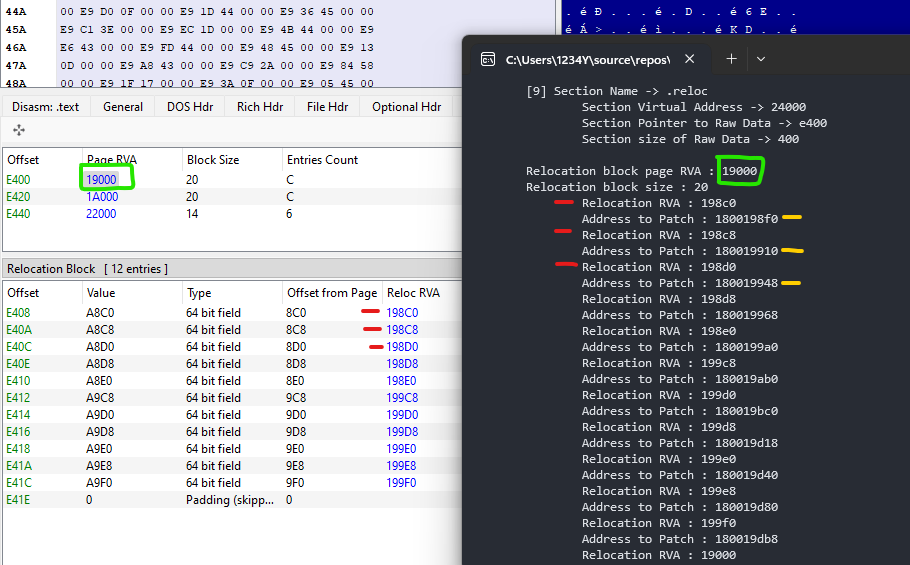 44A 00 E9 D0 0F 00 00 E9 1D 44 00 00 E9 36 45 00 00 . é Ð . . . é . D . . é 6 E . .
45A E9 C1 3E 00 00 E9 EC 1D 00 00 E9 4B 44 00 00 E9 é Á > . . é ì . . . é K D . . é
46A E6 43 00 00 E9 FD 44 00 00 E9 48 45 00 00 E9 13
47A 0D 00 00 E9 A8 43 00 00 E9 C9 2A 00 00 E9 84 58
48A 00 00 E9 1F 17 00 00 E9 3A 0F 00 00 E9 05 45 00
Disasm: .text General DOS Hdr Rich Hdr File Hdr Optional Hdr
Offset Page RVA Block Size Entries Count
E400 19000 20 C
E420 1A000 20 C
E440 22000 14 6
Relocation Block [ 12 entries ]
Offset Value Type Offset from Page Reloc RVA
E408 A8C0 64 bit field 8C0 198C0
E40A A8C8 64 bit field 8C8 198C8
E40C A8D0 64 bit field 8D0 198D0
E40E A8D8 64 bit field 8D8 198D8
E410 A8E0 64 bit field 8E0 198E0
E412 A9C8 64 bit field 9C8 199C8
E414 A9D0 64 bit field 9D0 199D0
E416 A9D8 64 bit field 9D8 199D8
E418 A9E0 64 bit field 9E0 199E0
E41A A9E8 64 bit field 9E8 199E8
E41C A9F0 64 bit field 9F0 199F0
E41E 0 Padding (skipp... 0
C:\Users\1234Y\source\repos\
[9] Section Name -> .reloc
Section Virtual Address -> 24000
Section Pointer to Raw Data -> e400
Section size of Raw Data -> 400
Relocation block page RVA : 19000
Relocation block size : 20
Relocation RVA : 198c0
Address to Patch : 1800198f0
Relocation RVA : 198c8
Address to Patch : 180019910
Relocation RVA : 198d0
Address to Patch : 180019948
Relocation RVA : 198d8
Address to Patch : 180019968
Relocation RVA : 198e0
Address to Patch : 1800199a0
Relocation RVA : 199c8
Address to Patch : 180019ab0
Relocation RVA : 199d0
Address to Patch : 180019bc0
Relocation RVA : 199d8
Address to Patch : 180019d18
Relocation RVA : 199e0
Address to Patch : 180019d40
Relocation RVA : 199e8
Address to Patch : 180019d80
Relocation RVA : 199f0
Address to Patch : 180019db8
Relocation RVA : 19000